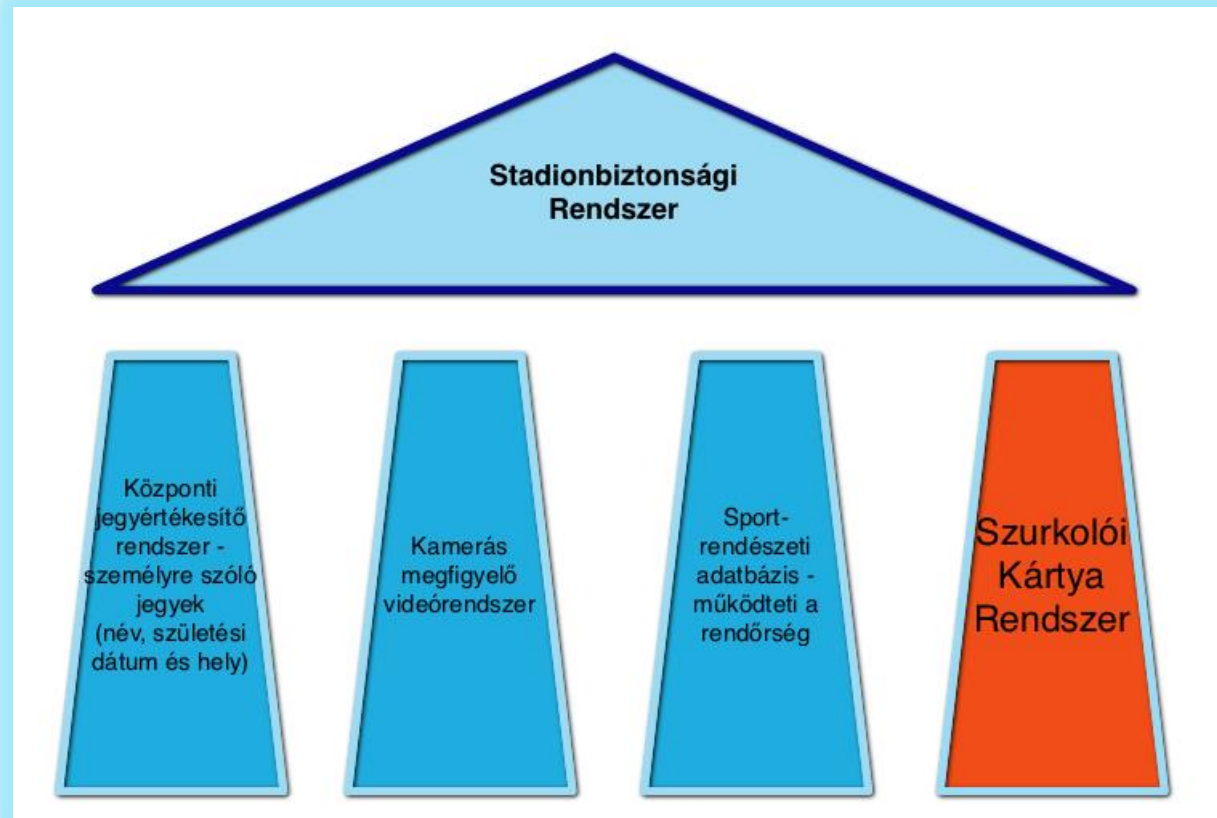 Stadionbiztonsági
Rendszer
Központi
jegyértékesítő
rendszer -
személyre szóló
jegyek
(név, születési
dátum és hely)
Kamerás
megfigyelő
videórendszer
Sport-
rendészeti
adatbázis -
működteti a
rendőrség
Szurkolói
Kártya
Rendszer